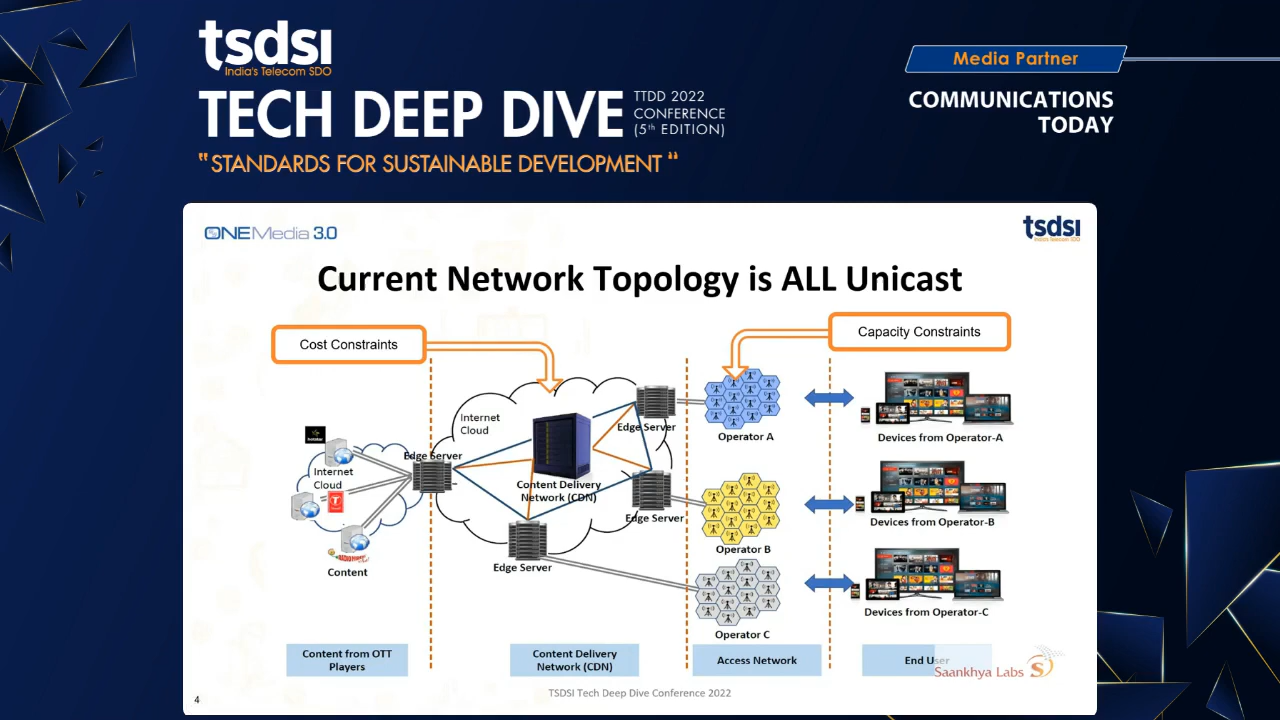 tsdsi
India's Telecom SDO
TECH DEEP DIVE
TTDD 2022
CONFERENCE
(5th EDITION)
"STANDARDS FOR SUSTAINABLE DEVELOPMENT"
Media Partner
COMMUNICATIONS
TODAY
ONEMedia 3.0
tsdsi
India's Telecom SDO
Current Network Topology is ALL Unicast
Cost Constraints
Capacity Constraints
hotstar
Internet
Cloud
Content
Edge Server
Internet
Cloud
Content Delivery
Network (CDN)
Edge Server
Edge Server
Edge Server
Operator A
Operator B
Operator C
Devices from Operator-A
Devices from Operator-B
Devices from Operator-C
Content from OTT
Players
Content Delivery
Network (CDN)
Access Network
End User
Saankhya Labs
4
TSDSI Tech Deep Dive Conference 2022